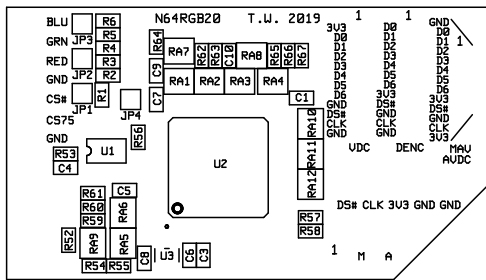 N64RGB20 T.W. 2019
BLU
JP3
GRN
RED
JP2
GND
JP1
CS#
CS75
GND
R6
R5
R4
R3
R2
R1
JP4
R56
R64
RA7
R62
R63
C10
RA8
R65
R66
R67
C9
RA1 RA2 RA3 RA4
C7
C1
R53
C4
U1
U2
RA10
RA11
RA12
1
3V3
D0
D1
D2
D3
D4
D5
D6
GND
DS#
CLK
GND
VDC
1
D0
D1
D2
D3
D4
D5
D6
3V3
GND
DS#
CLK
GND
DENC
1
GND
D0
D1
D2
D3
D4
D5
D6
3V3
DS#
GND
CLK
GND
3V3
MAV
AVDC
R61
R60
R59
C5
RA6
R52
RA9
RA5
R54 R55
C8
U3
C6
C3
DS# CLK 3V3 GND GND
R57
R58
1 M A